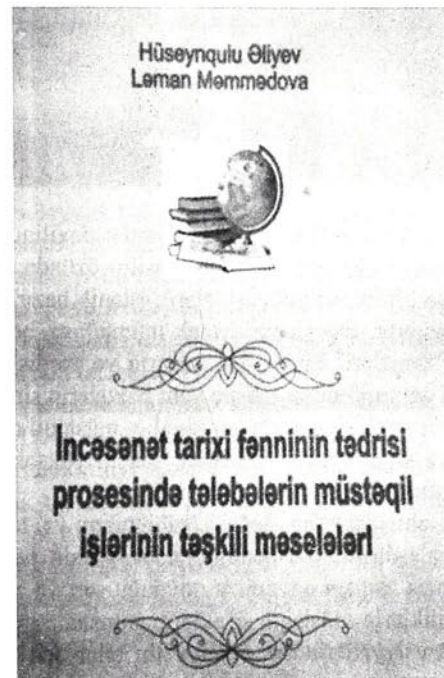 Hüseynqulu Əliyev
Ləman Məmmədova
İncəsənət tarixi fənninin tədrisi
prosesində tələbələrin müstəqil
işlərinin təşkili məsələləri